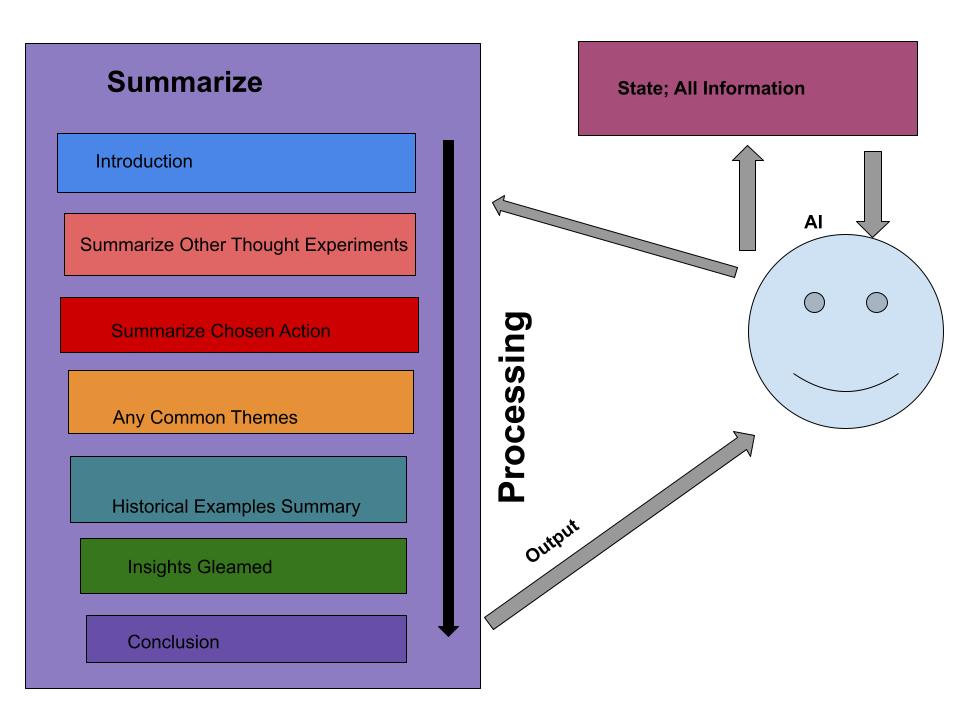 Summarize
Introduction
Summarize Other Thought Experiments
Summarize Chosen Action
Any Common Themes
Historical Examples Summary
Insights Gleamed
Conclusion
Processing
Output
State; All Information
AI